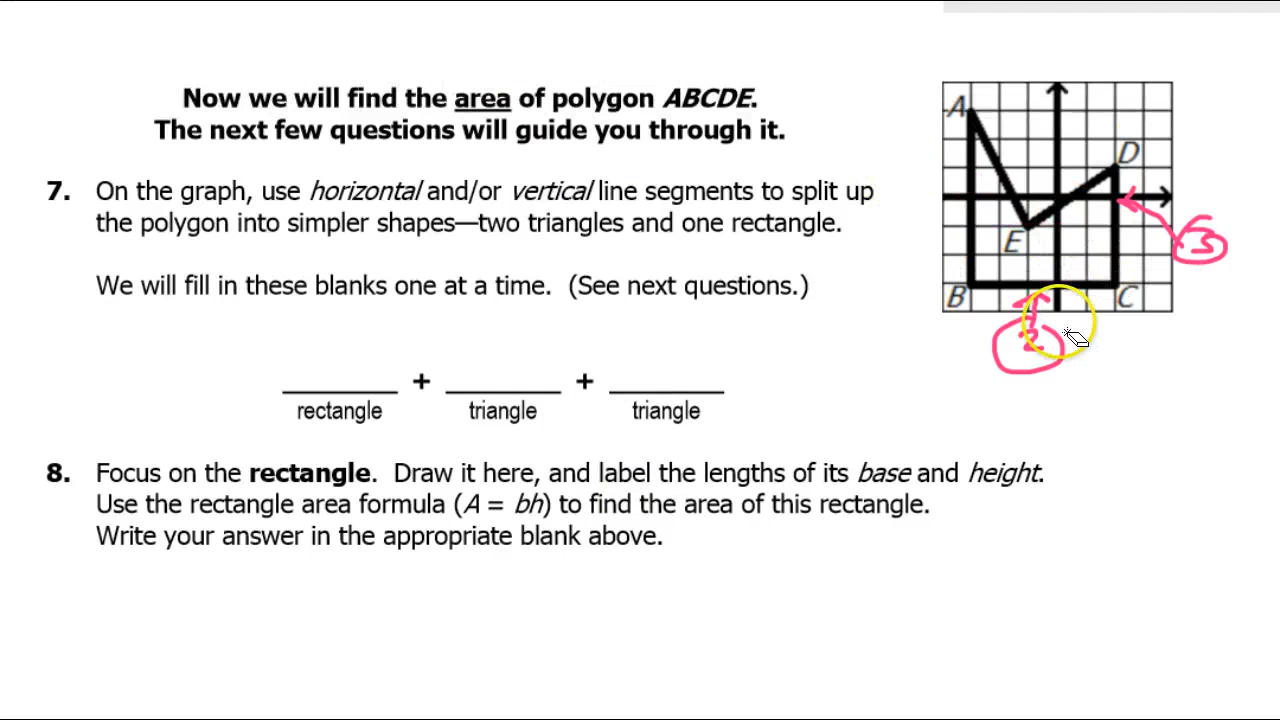 Now we will find the area of polygon ABCDE.
The next few questions will guide you through it.
7. On the graph, use horizontal and/or vertical line segments to split up
the polygon into simpler shapes—two triangles and one rectangle.
We will fill in these blanks one at a time. (See next questions.)
+ +
rectangle triangle triangle
8. Focus on the rectangle. Draw it here, and label the lengths of its base and height.
Use the rectangle area formula (A = bh) to find the area of this rectangle.
Write your answer in the appropriate blank above.
A
D
E
B C
3
2